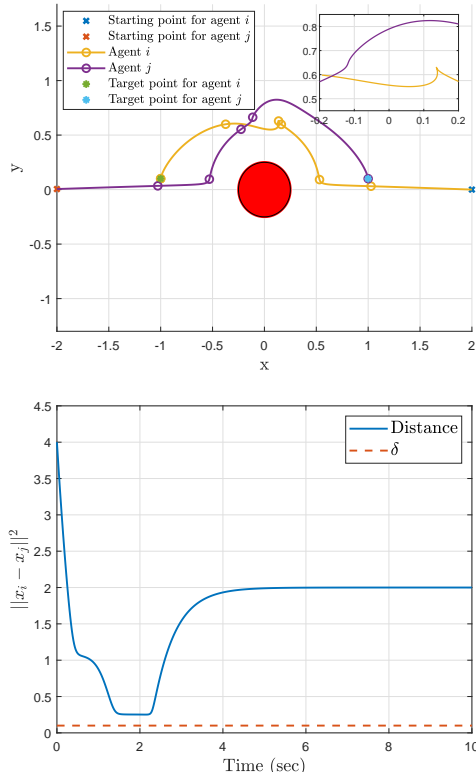 Starting point for agent i
Starting point for agent j
Agent i
Agent j
Target point for agent i
Target point for agent j
0.8
0.7
0.6
0.5
-0.2 -0.1 0 0.1 0.2
1.5
1
0.5
0
-0.5
-1
y
-2 -1.5 -1 -0.5 0 0.5 1 1.5 2
x
4.5
4
3.5
3
2.5
2
1.5
1
0.5
0
||x_i − x_j||^2
Distance
δ
0 2 4 6 8 10
Time (sec)